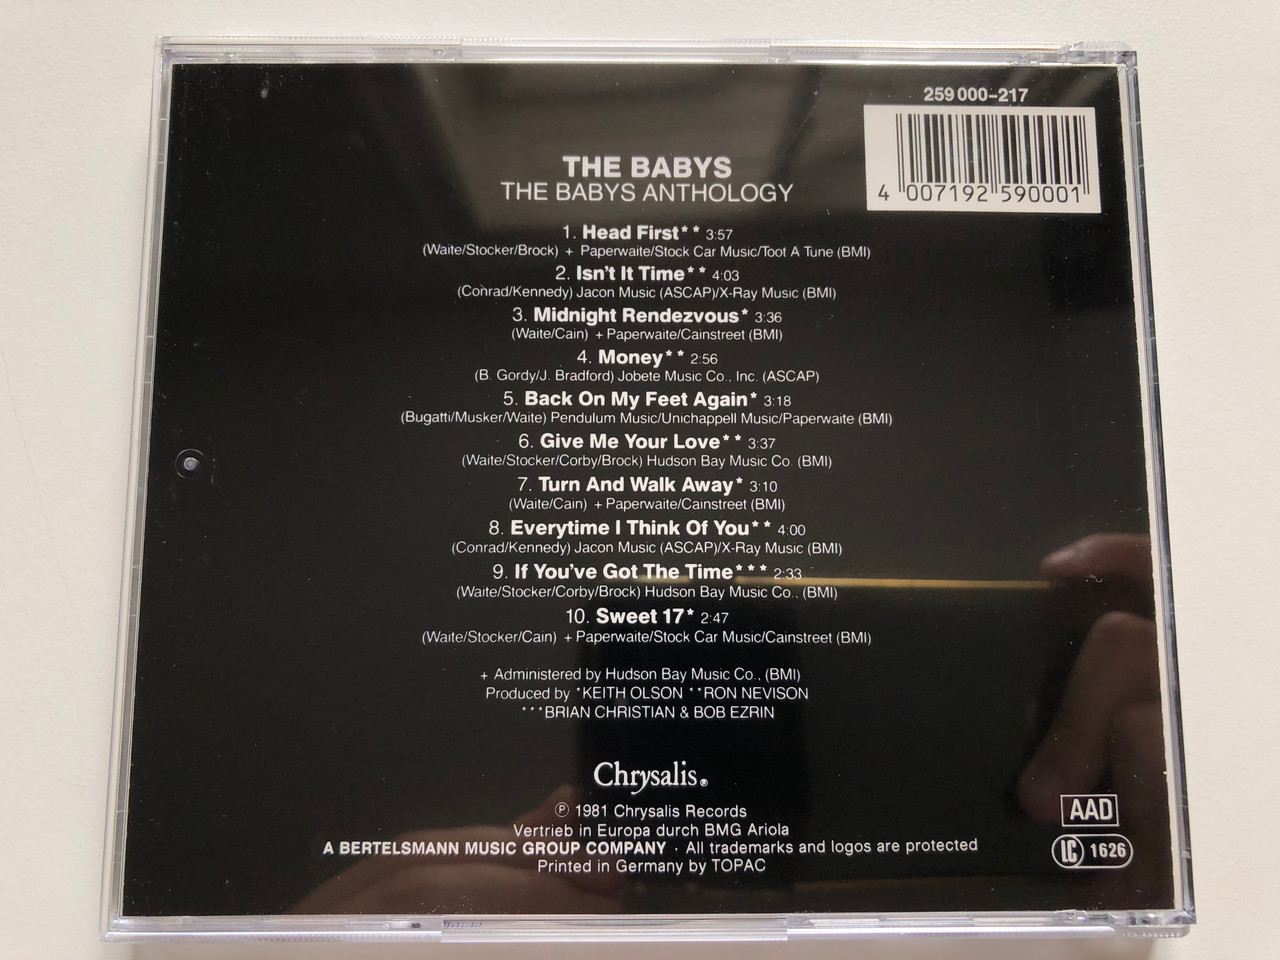 259 000-217
4 007192 590001
THE BABYS
THE BABYS ANTHOLOGY
1. Head First** 3:57
(Waite/Stocker/Brock) + Paperwaite/Stock Car Music/Toot A Tune (BMI)
2. Isn't It Time** 4:03
(Conrad/Kennedy) Jacon Music (ASCAP)/X-Ray Music (BMI)
3. Midnight Rendezvous* 3:36
(Waite/Cain) + Paperwaite/Cainstreet (BMI)
4. Money** 2:56
(B. Gordy/J. Bradford) Jobete Music Co., Inc. (ASCAP)
5. Back On My Feet Again* 3:18
(Bugatti/Musker/Waite) Pendulum Music/Unichappell Music/Paperwaite (BMI)
6. Give Me Your Love** 3:37
(Waite/Stocker/Corby/Brock) Hudson Bay Music Co. (BMI)
7. Turn And Walk Away* 3:10
(Waite/Cain) + Paperwaite/Cainstreet (BMI)
8. Everytime I Think Of You** 4:00
(Conrad/Kennedy) Jacon Music (ASCAP)/X-Ray Music (BMI)
9. If You've Got The Time*** 2:33
(Waite/Stocker/Corby/Brock) Hudson Bay Music Co., (BMI)
10. Sweet 17* 2:47
(Waite/Stocker/Cain) + Paperwaite/Stock Car Music/Cainstreet (BMI)
+ Administered by Hudson Bay Music Co., (BMI)
Produced by *KEITH OLSON **RON NEVISON
***BRIAN CHRISTIAN & BOB EZRIN
Chrysalis®
℗ 1981 Chrysalis Records
Vertrieb in Europa durch BMG Ariola
A BERTELSMANN MUSIC GROUP COMPANY · All trademarks and logos are protected
Printed in Germany by TOPAC
AAD
LC 1626